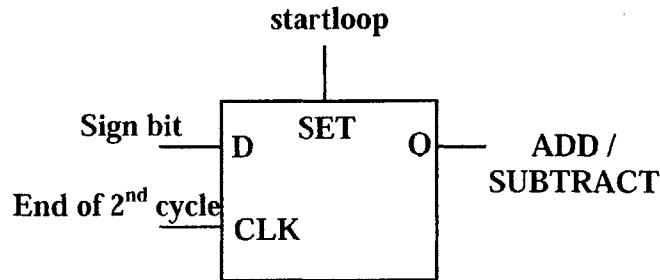 startloop
SET
Sign bit
D
O
ADD /
SUBTRACT
End of 2nd cycle
CLK